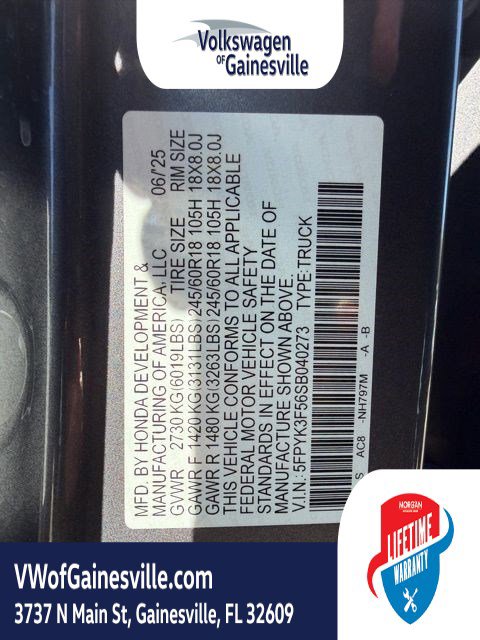 Volkswagen
OF Gainesville
MFD. BY HONDA DEVELOPMENT &
MANUFACTURING OF AMERICA, LLC 06/'25
GVWR 2730 KG(6019LBS) TIRE SIZE RIM SIZE
GAWR F 1420 KG(3131LBS) 245/60R18 105H 18X8.0J
GAWR R 1480 KG(3263LBS) 245/60R18 105H 18X8.0J
THIS VEHICLE CONFORMS TO ALL APPLICABLE
FEDERAL MOTOR VEHICLE SAFETY
STANDARDS IN EFFECT ON THE DATE OF
MANUFACTURE SHOWN ABOVE.
V.I.N.: 5FPYK3F56SB040273 TYPE: TRUCK
S AC8 -NH797M -A -B
MORGAN
LIFETIME
WARRANTY
VWofGainesville.com
3737 N Main St, Gainesville, FL 32609